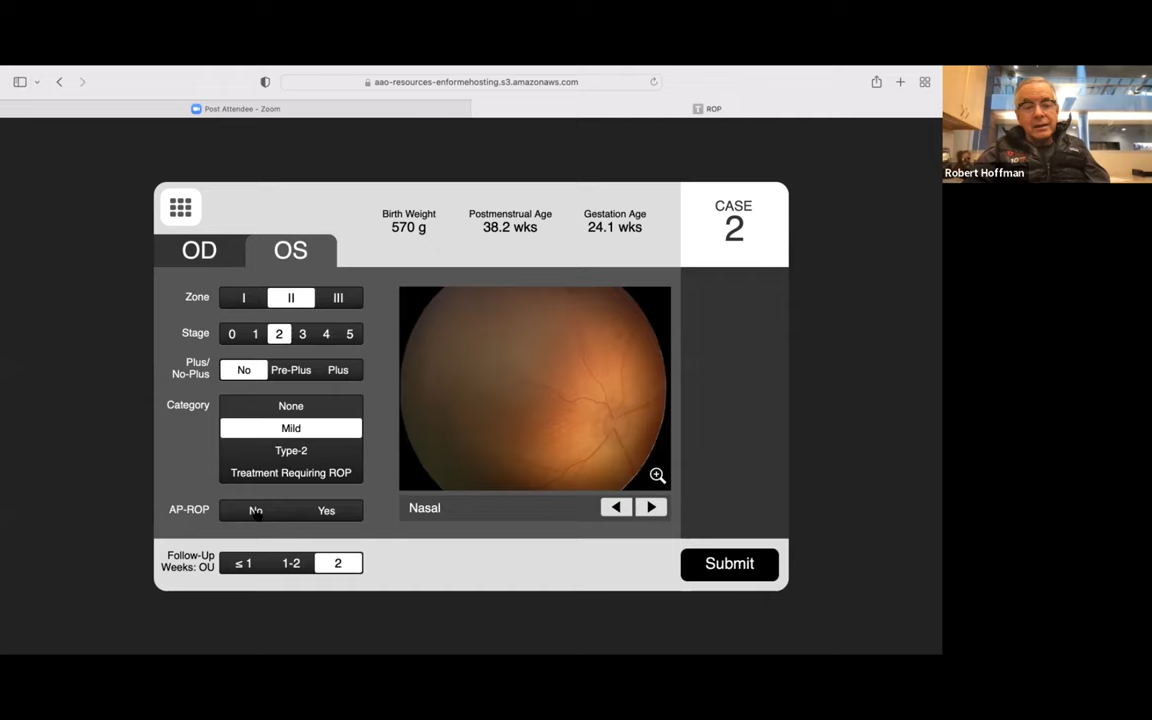 aao-resources-enformehosting.s3.amazonaws.com
Post Attendee - Zoom
T ROP
Robert Hoffman
Birth Weight
570 g
Postmenstrual Age
38.2 wks
Gestation Age
24.1 wks
CASE
2
OD
OS
Zone
I II III
Stage
0 1 2 3 4 5
Plus/
No-Plus
No Pre-Plus Plus
Category
None
Mild
Type-2
Treatment Requiring ROP
AP-ROP
No Yes
Nasal
Follow-Up
Weeks: OU
≤ 1 1-2 2
Submit